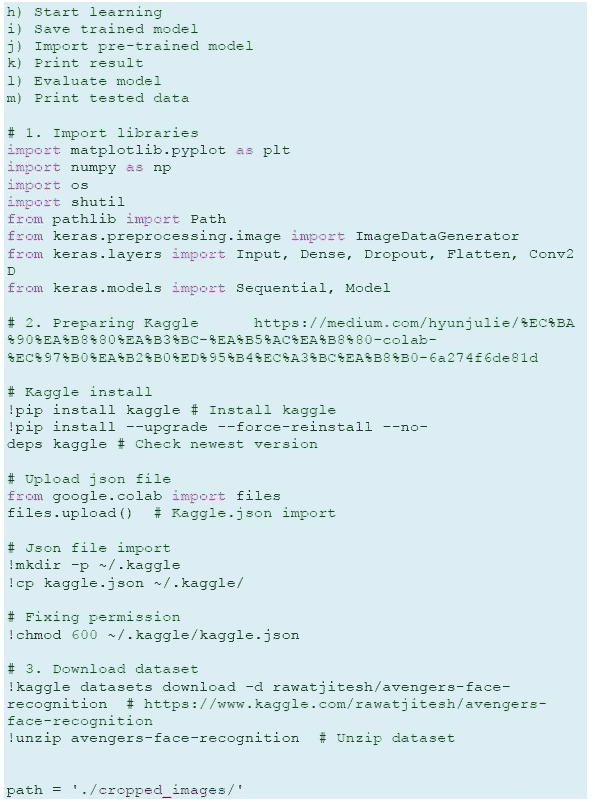 h) Start learning
i) Save trained model
j) Import pre-trained model
k) Print result
l) Evaluate model
m) Print tested data
# 1. Import libraries
import matplotlib.pyplot as plt
import numpy as np
import os
import shutil
from pathlib import Path
from keras.preprocessing.image import ImageDataGenerator
from keras.layers import Input, Dense, Dropout, Flatten, Conv2
D
from keras.models import Sequential, Model
# 2. Preparing Kaggle https://medium.com/hyunjulie/%EC%BA
%90%EA%B8%80%EA%B3%BC-%EA%B5%AC%EA%B8%80-colab-
%EC%97%B0%EA%B2%B0%ED%95%B4%EC%A3%BC%EA%B8%B0-6a274f6de81d
# Kaggle install
!pip install kaggle # Install kaggle
!pip install --upgrade --force-reinstall --no-
deps kaggle # Check newest version
# Upload json file
from google.colab import files
files.upload() # Kaggle.json import
# Json file import
!mkdir -p ~/.kaggle
!cp kaggle.json ~/.kaggle/
# Fixing permission
!chmod 600 ~/.kaggle/kaggle.json
# 3. Download dataset
!kaggle datasets download -d rawatjitesh/avengers-face-
recognition # https://www.kaggle.com/rawatjitesh/avengers-
face-recognition
!unzip avengers-face-recognition # Unzip dataset
path = './cropped_images/'